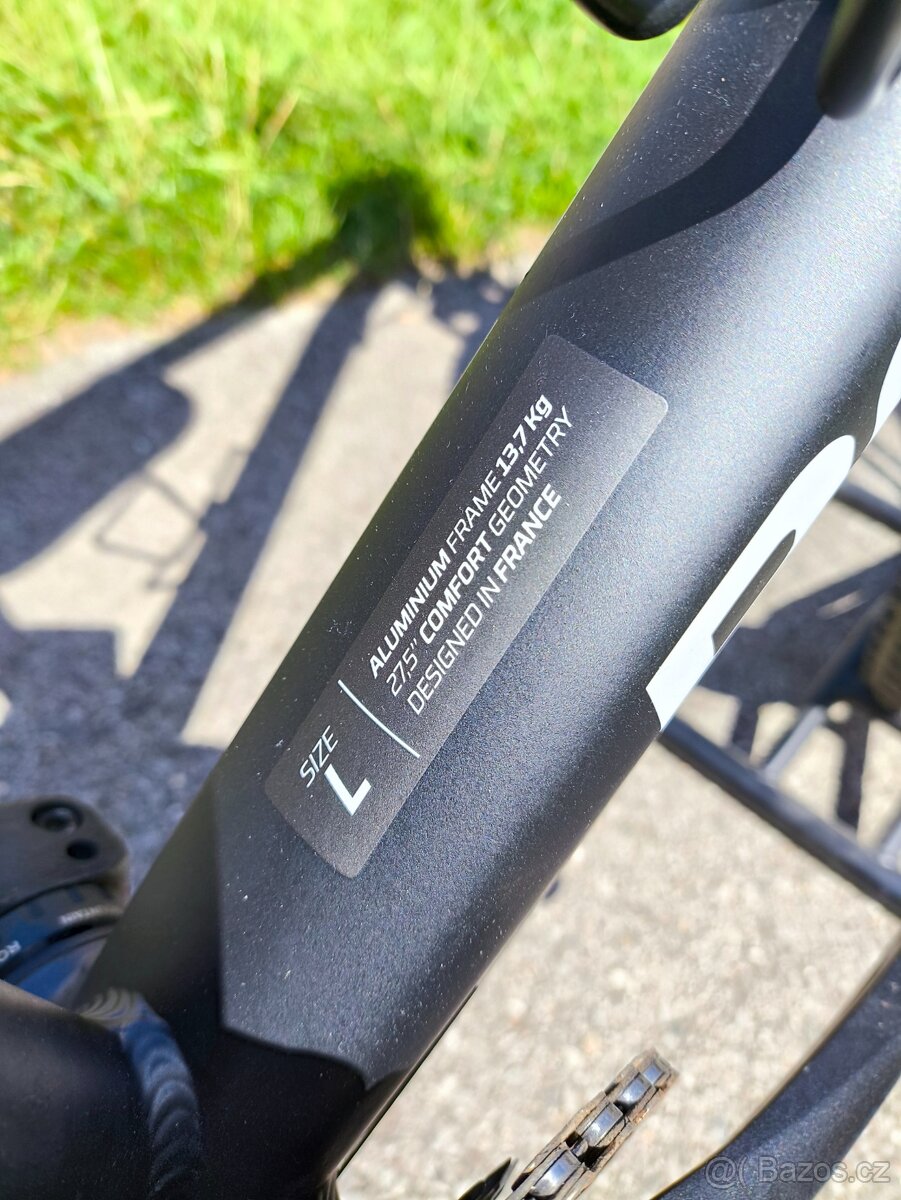 SIZE
L
ALUMINIUM FRAME 13.7 Kg
27,5" COMFORT GEOMETRY
DESIGNED IN FRANCE
Bazos.cz